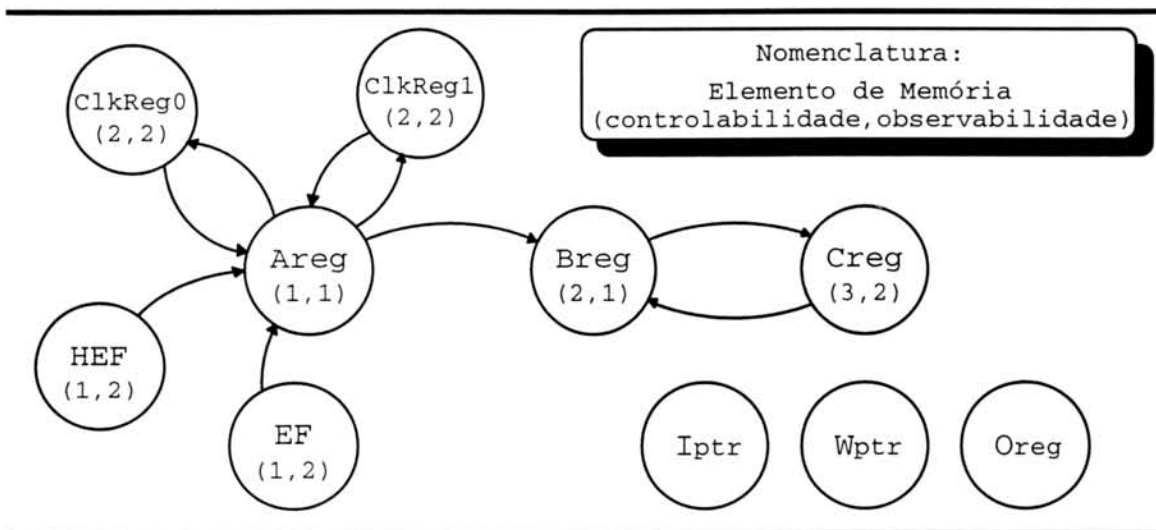 ClkReg0
(2,2)
ClkReg1
(2,2)
Nomenclatura:
Elemento de Memória
(controlabilidade,observabilidade)
Areg
(1,1)
Breg
(2,1)
Creg
(3,2)
HEF
(1,2)
EF
(1,2)
Iptr
Wptr
Oreg